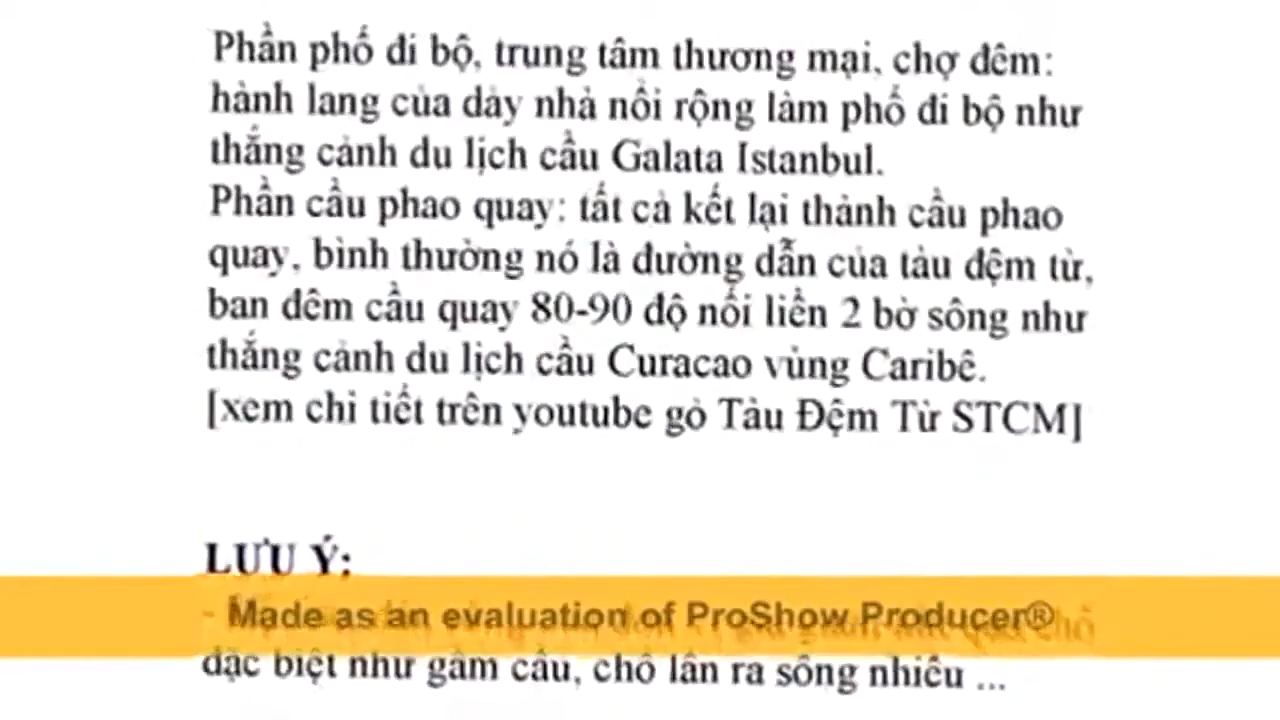 Phần phố đi bộ, trung tâm thương mại, chợ đêm:
hành lang của dãy nhà nổi rộng làm phố đi bộ như
thắng cảnh du lịch cầu Galata Istanbul.
Phần cầu phao quay: tất cả kết lại thành cầu phao
quay, bình thường nó là đường dẫn của tàu đệm từ,
ban đêm cầu quay 80-90 độ nối liền 2 bờ sông như
thắng cảnh du lịch cầu Curacao vùng Caribê.
[xem chi tiết trên youtube gõ Tàu Đệm Từ STCM]
LƯU Ý:
- Made as an evaluation of ProShow Producer®
đặc biệt như gầm cầu, chỗ lấn ra sông nhiều ...